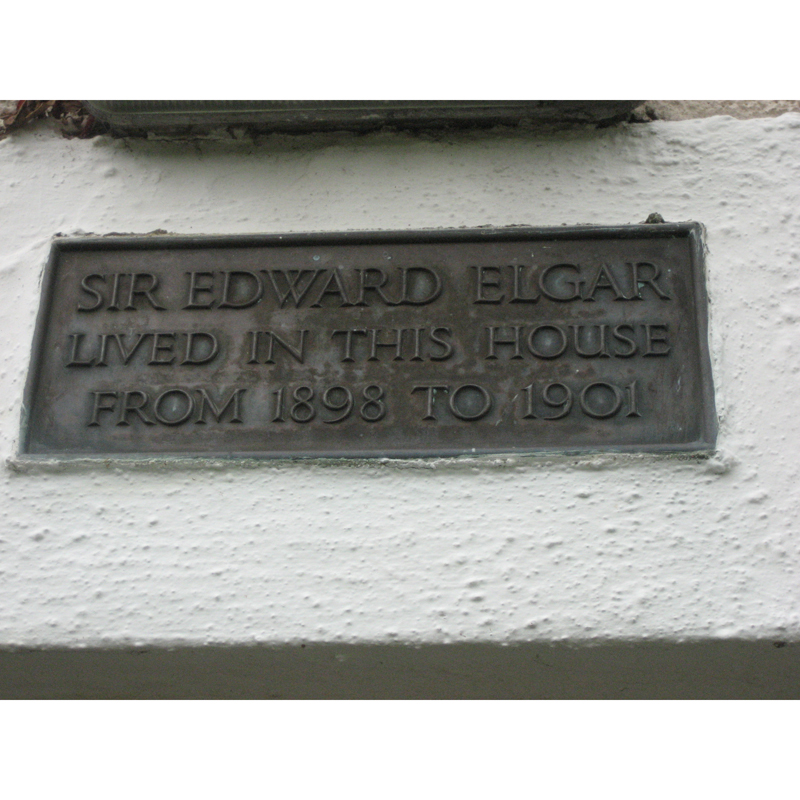 SIR EDWARD ELGAR
LIVED IN THIS HOUSE
FROM 1898 TO 1901